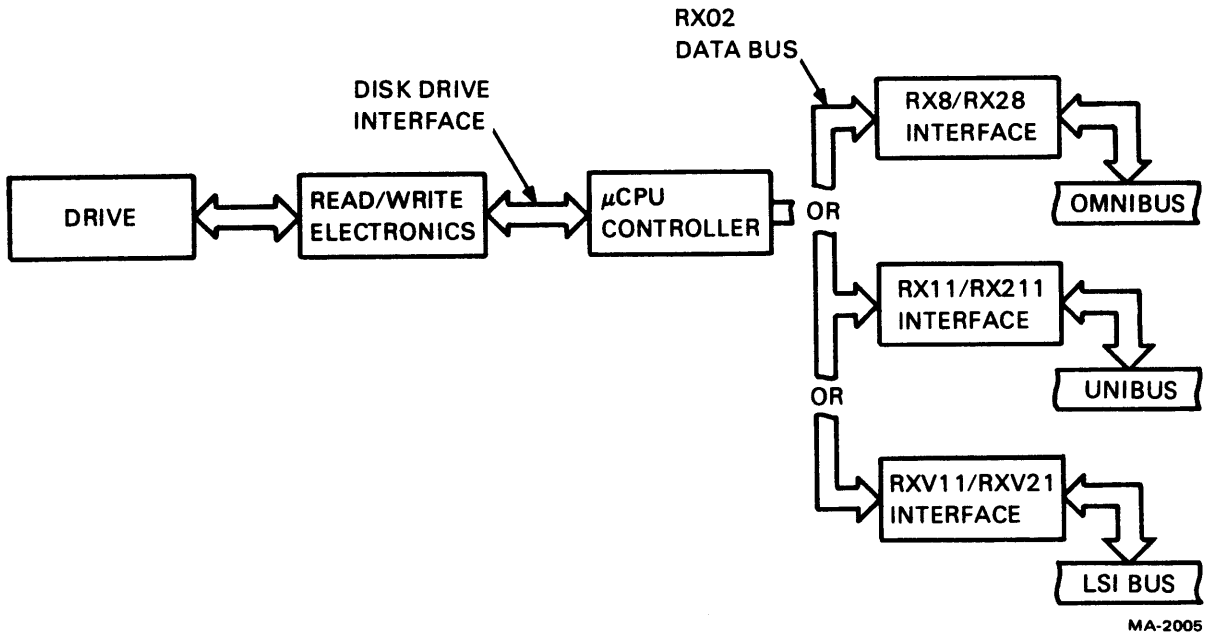 RX02
DATA BUS
DISK DRIVE
INTERFACE
RX8/RX28
INTERFACE
DRIVE
READ/WRITE
ELECTRONICS
μCPU
CONTROLLER
OR
OMNIBUS
RX11/RX211
INTERFACE
UNIBUS
OR
RXV11/RXV21
INTERFACE
LSI BUS
MA-2005